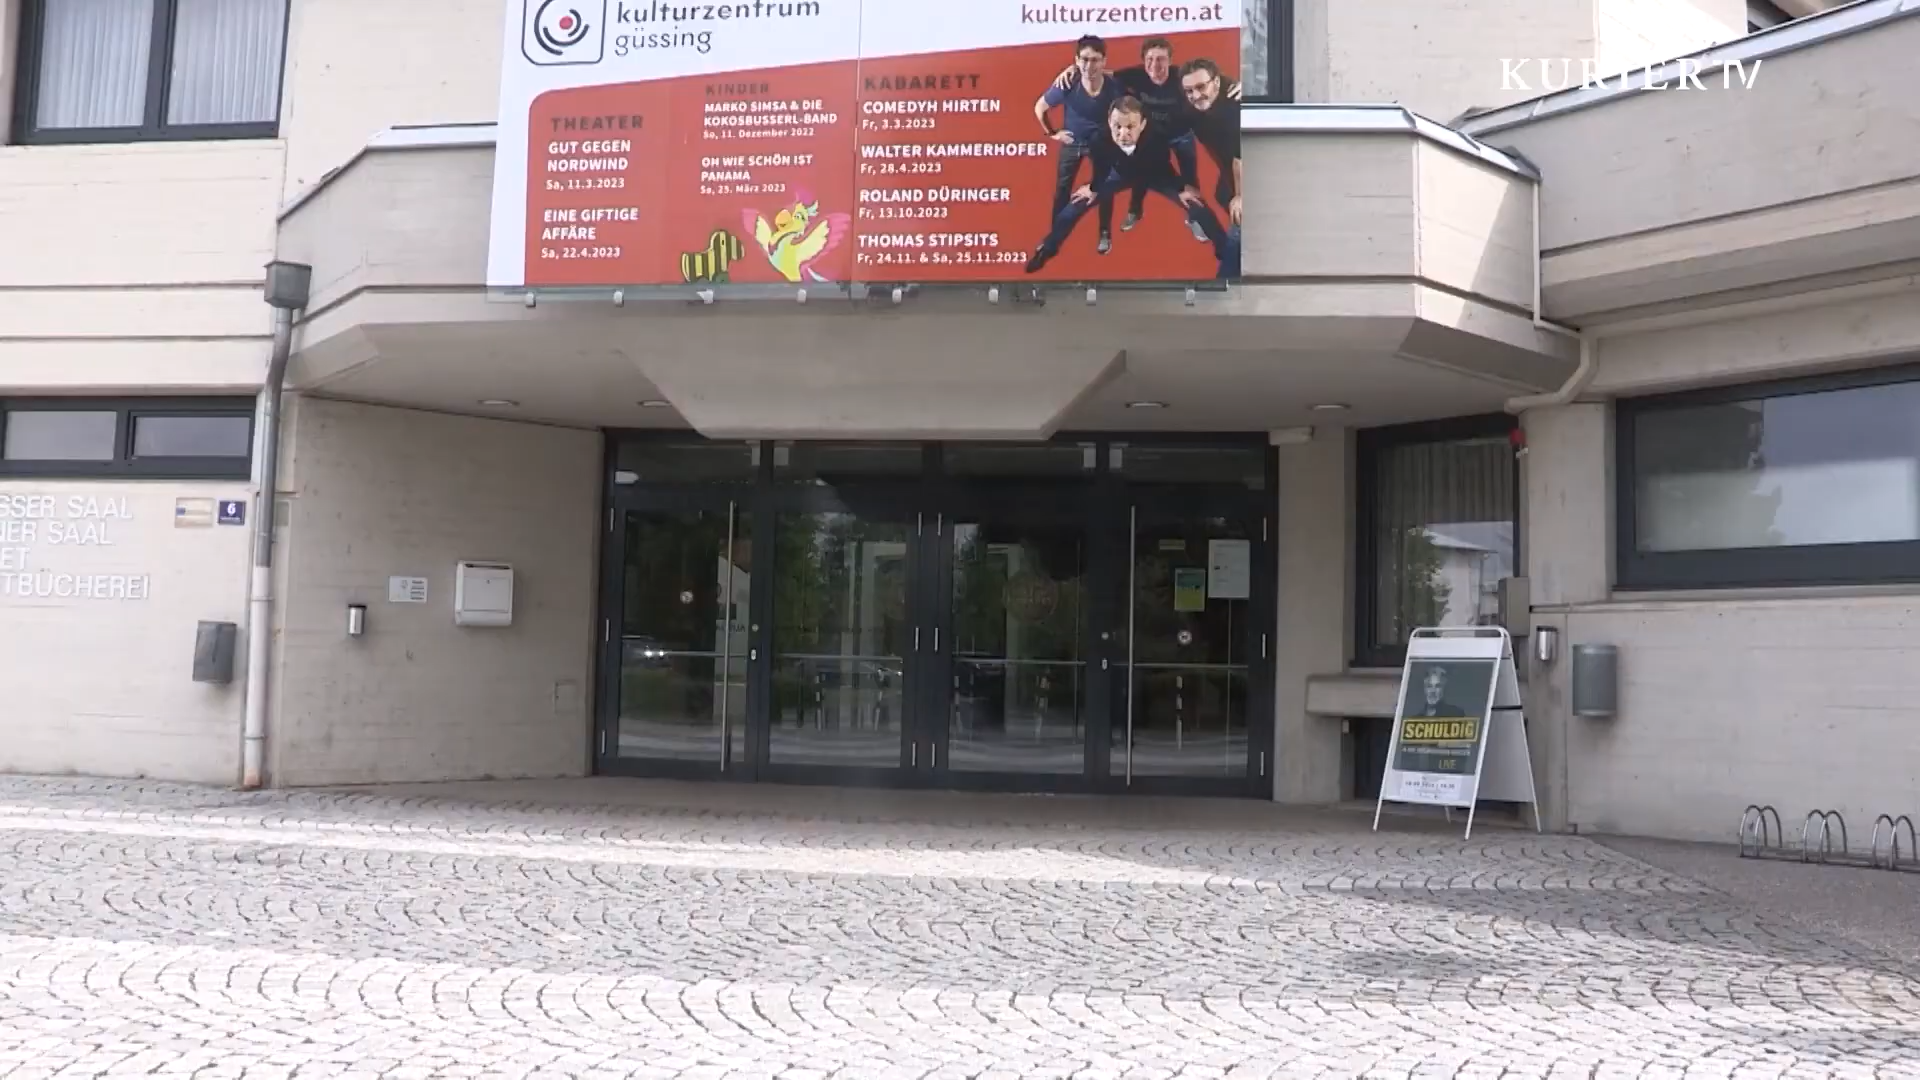 kulturzentrum
güssing
kulturzentren.at
KURIER TV
THEATER
GUT GEGEN
NORDWIND
Sa, 11.3.2023
EINE GIFTIGE
AFFÄRE
Sa, 22.4.2023
KINDER
MARKO SIMSA & DIE
KOKOSBUSSERL-BAND
So, 11. Dezember 2022
OH WIE SCHÖN IST
PANAMA
Sa, 25. März 2023
KABARETT
COMEDYH HIRTEN
Fr, 3.3.2023
WALTER KAMMERHOFER
Fr, 28.4.2023
ROLAND DÜRINGER
Fr, 13.10.2023
THOMAS STIPSITS
Fr, 24.11. & Sa, 25.11.2023
SSER SAAL
NER SAAL
ET
TBÜCHEREI
6
SCHULDIG
LIVE